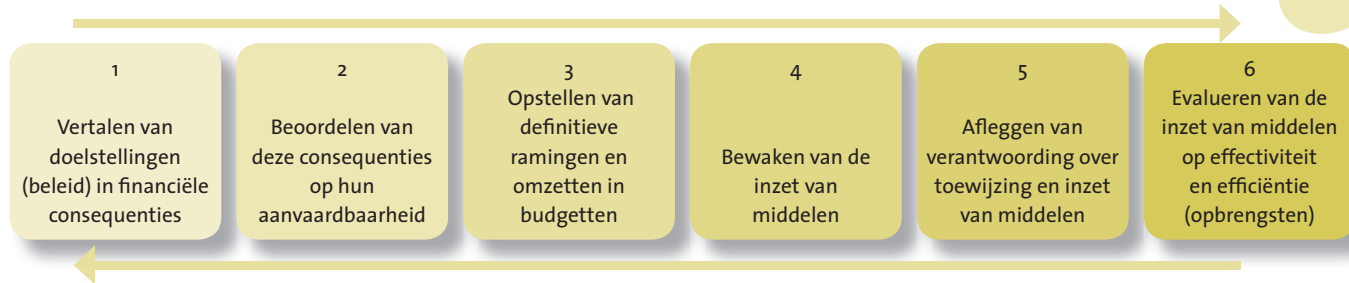 1
Vertalen van
doelstellingen
(beleid) in financiële
consequenties
2
Beoordelen van
deze consequenties
op hun
aanvaardbaarheid
3
Opstellen van
definitieve
ramingen en
omzetten in
budgetten
4
Bewaken van de
inzet van
middelen
5
Afleggen van
verantwoording over
toewijzing en inzet
van middelen
6
Evalueren van de
inzet van middelen
op effectiviteit
en efficiëntie
(opbrengsten)